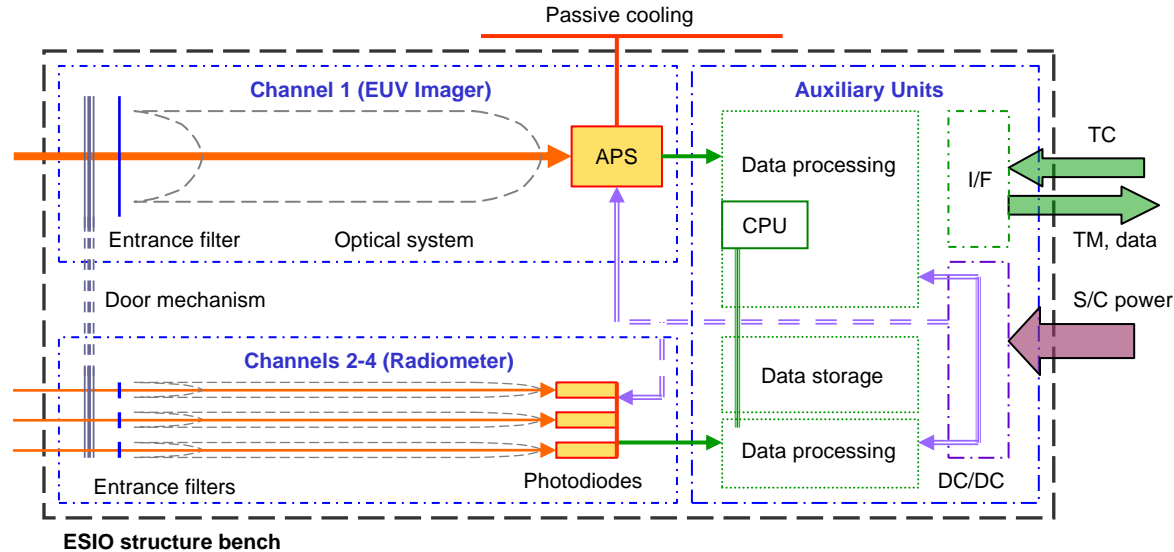 Passive cooling
Channel 1 (EUV Imager)
Auxiliary Units
APS
Data processing
I/F
TC
CPU
TM, data
Entrance filter
Optical system
Door mechanism
S/C power
Channels 2-4 (Radiometer)
Data storage
Data processing
Entrance filters
Photodiodes
DC/DC
ESIO structure bench